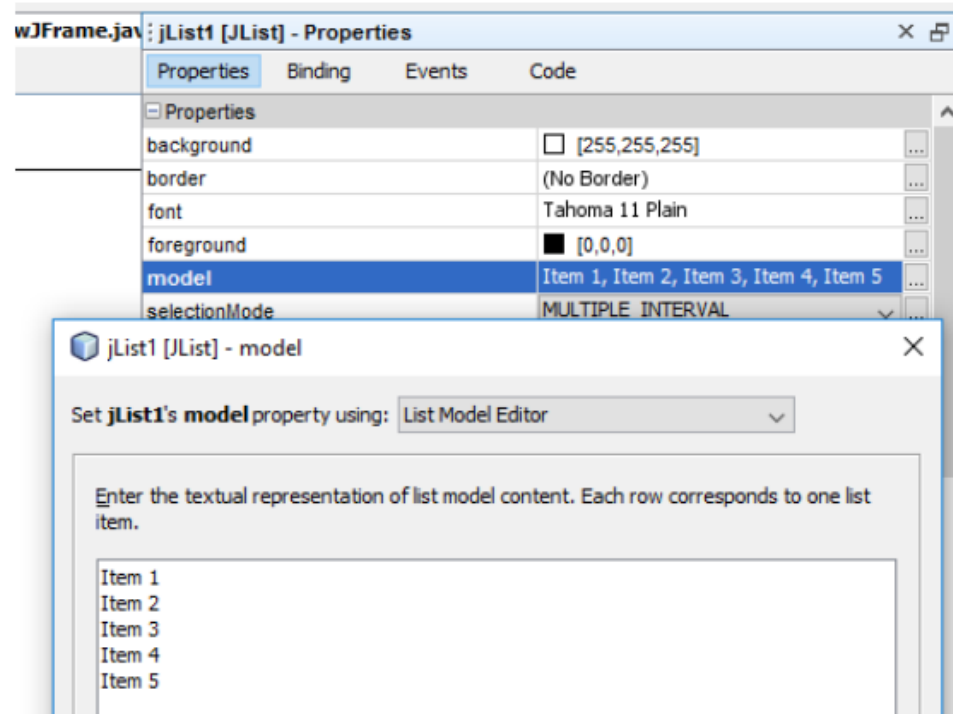 wJFrame.jav jList1 [JList] - Properties
Properties Binding Events Code
Properties
background [255,255,255] ...
border (No Border) ...
font Tahoma 11 Plain ...
foreground [0,0,0] ...
model Item 1, Item 2, Item 3, Item 4, Item 5 ...
selectionMode MULTIPLE_INTERVAL ...
jList1 [JList] - model
Set jList1's model property using: List Model Editor
Enter the textual representation of list model content. Each row corresponds to one list
item.
Item 1
Item 2
Item 3
Item 4
Item 5